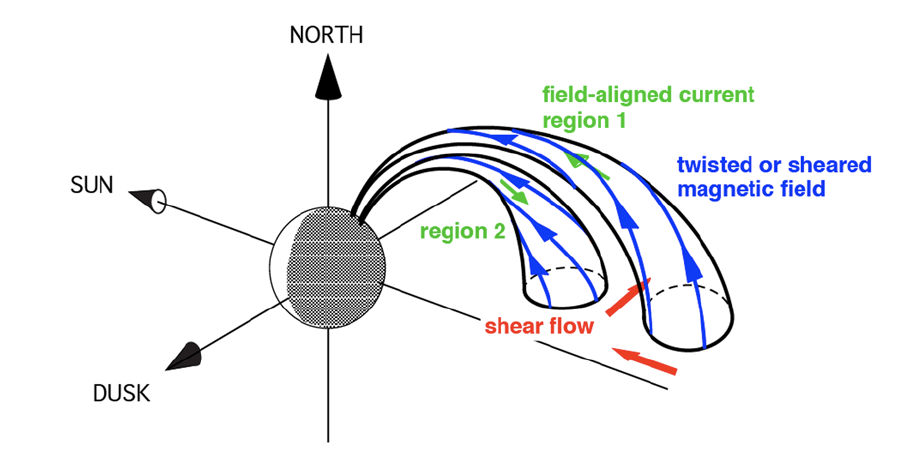 NORTH
field-aligned current
region 1
twisted or sheared
magnetic field
SUN
region 2
shear flow
DUSK